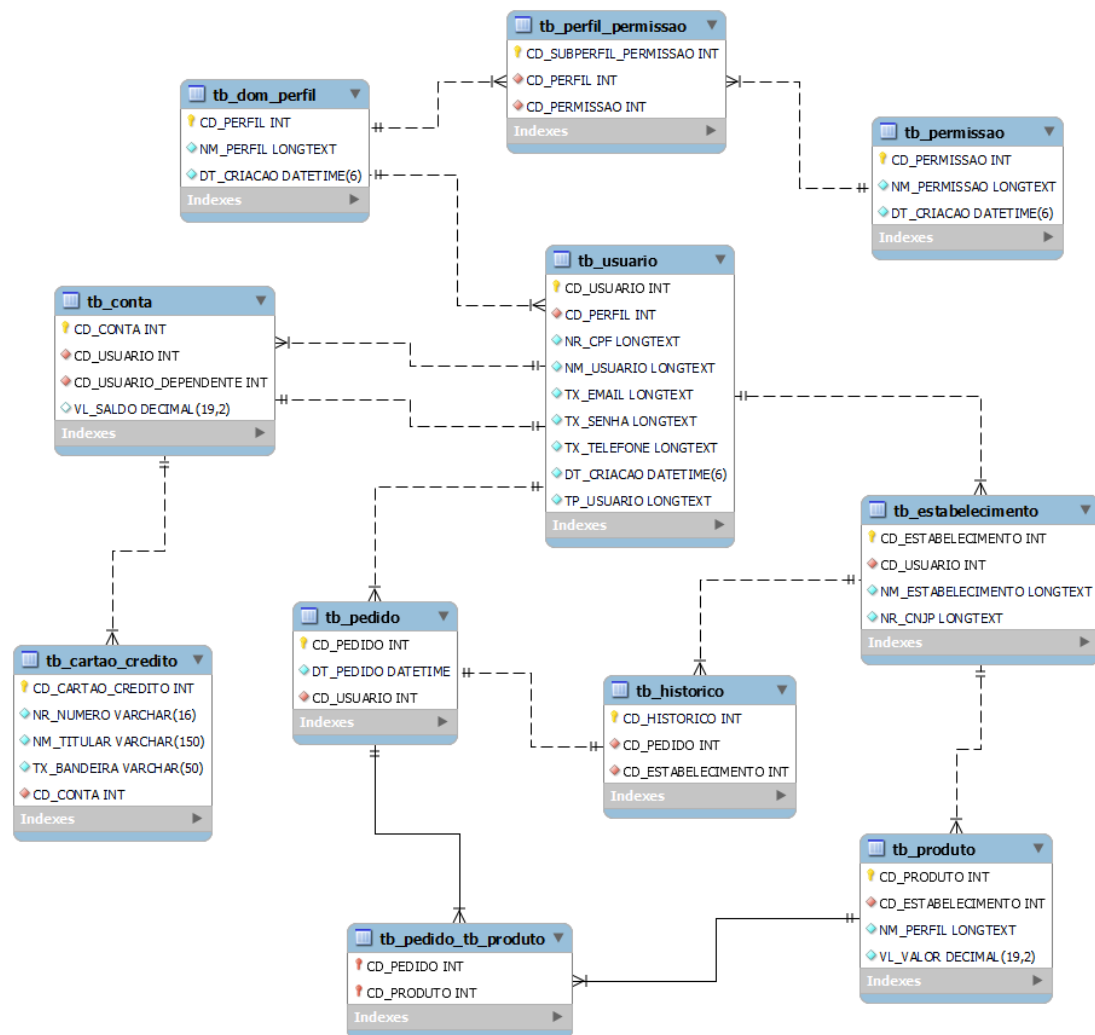 tb_perfil_permissao
CD_SUBPERFIL_PERMISSAO INT
CD_PERFIL INT
CD_PERMISSAO INT
Indexes
tb_dom_perfil
CD_PERFIL INT
NM_PERFIL LONGTEXT
DT_CRIACAO DATETIME(6)
Indexes
tb_permissao
CD_PERMISSAO INT
NM_PERMISSAO LONGTEXT
DT_CRIACAO DATETIME(6)
Indexes
tb_usuario
CD_USUARIO INT
CD_PERFIL INT
NR_CPF LONGTEXT
NM_USUARIO LONGTEXT
TX_EMAIL LONGTEXT
TX_SENHA LONGTEXT
TX_TELEFONE LONGTEXT
DT_CRIACAO DATETIME(6)
TP_USUARIO LONGTEXT
Indexes
tb_conta
CD_CONTA INT
CD_USUARIO INT
CD_USUARIO_DEPENDENTE INT
VL_SALDO DECIMAL(19,2)
Indexes
tb_estabelecimento
CD_ESTABELECIMENTO INT
CD_USUARIO INT
NM_ESTABELECIMENTO LONGTEXT
NR_CNJP LONGTEXT
Indexes
tb_pedido
CD_PEDIDO INT
DT_PEDIDO DATETIME
CD_USUARIO INT
Indexes
tb_cartao_credito
CD_CARTAO_CREDITO INT
NR_NUMERO VARCHAR(16)
NM_TITULAR VARCHAR(150)
TX_BANDEIRA VARCHAR(50)
CD_CONTA INT
Indexes
tb_historico
CD_HISTORICO INT
CD_PEDIDO INT
CD_ESTABELECIMENTO INT
Indexes
tb_produto
CD_PRODUTO INT
CD_ESTABELECIMENTO INT
NM_PERFIL LONGTEXT
VL_VALOR DECIMAL(19,2)
Indexes
tb_pedido_tb_produto
CD_PEDIDO INT
CD_PRODUTO INT
Indexes